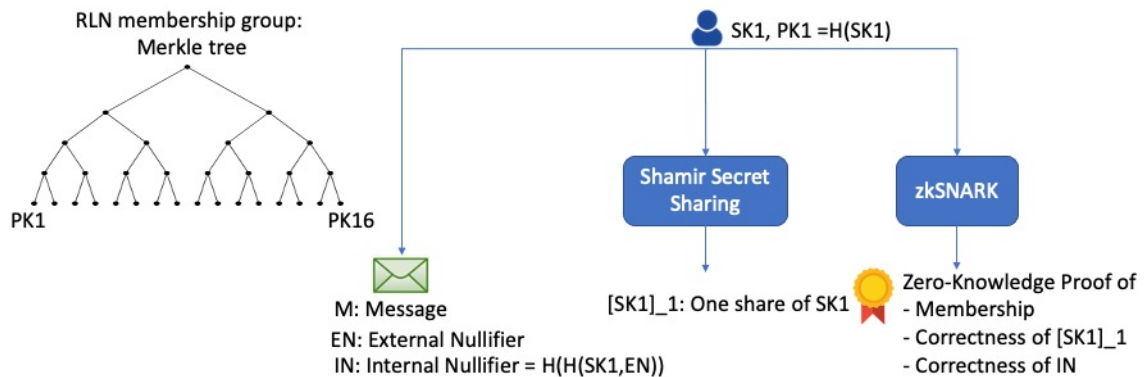 RLN membership group:
Merkle tree
PK1
PK16
SK1, PK1 =H(SK1)
Shamir Secret
Sharing
zkSNARK
M: Message
EN: External Nullifier
IN: Internal Nullifier = H(H(SK1,EN))
[SK1]_1: One share of SK1
Zero-Knowledge Proof of
- Membership
- Correctness of [SK1]_1
- Correctness of IN